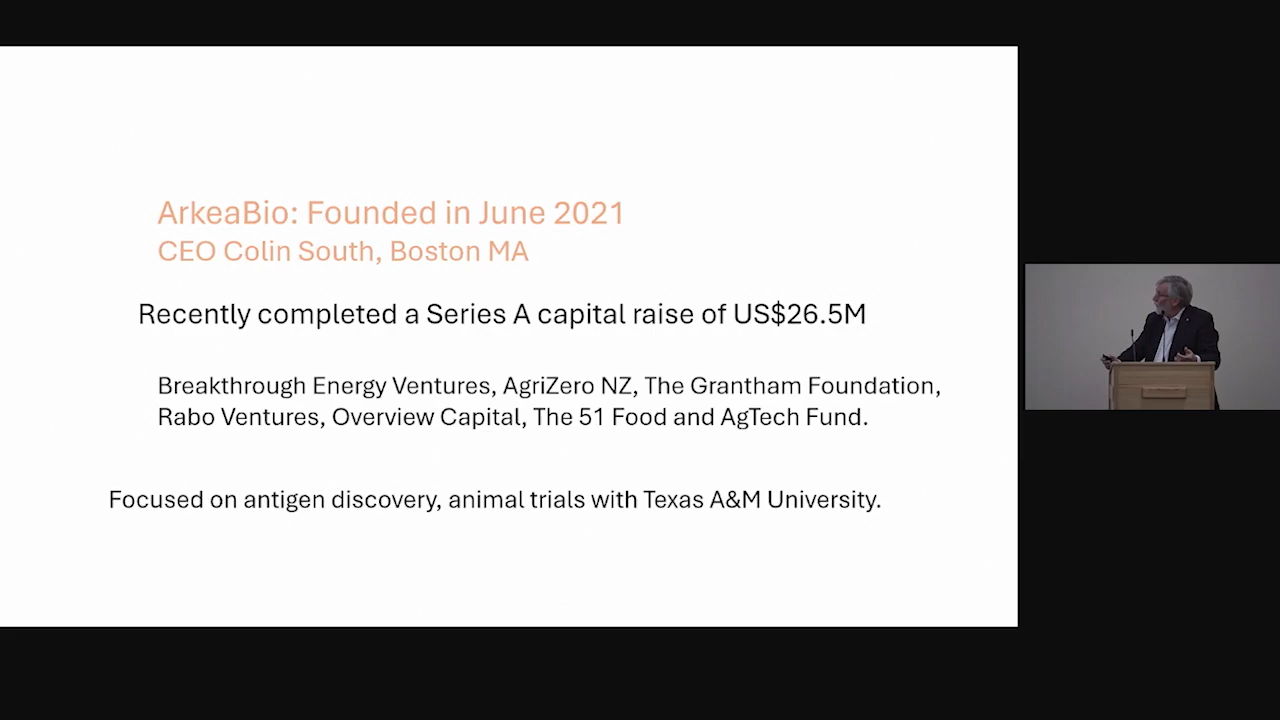 ArkeaBio: Founded in June 2021
CEO Colin South, Boston MA
Recently completed a Series A capital raise of US$26.5M
Breakthrough Energy Ventures, AgriZero NZ, The Grantham Foundation,
Rabo Ventures, Overview Capital, The 51 Food and AgTech Fund.
Focused on antigen discovery, animal trials with Texas A&M University.